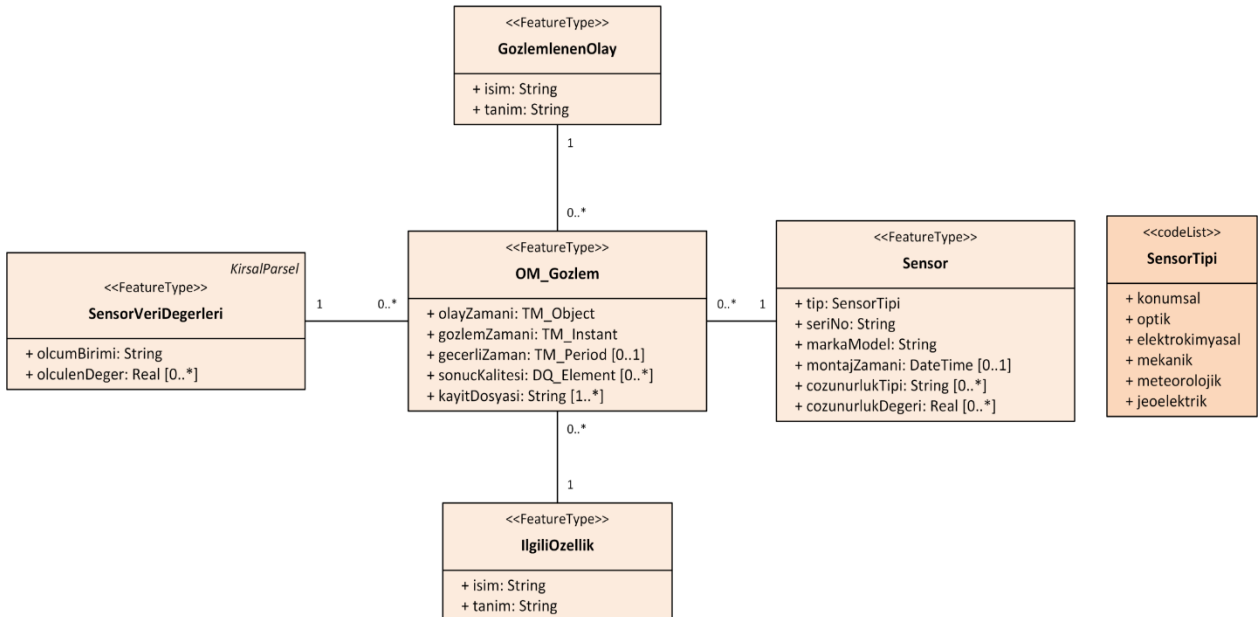 <<FeatureType>>
GozlemlenenOlay
+ isim: String
+ tanim: String
1
0..*
KirsalParsel
<<FeatureType>>
SensorVeriDegerleri
+ olcumBirimi: String
+ olculenDeger: Real [0..*]
1
0..*
<<FeatureType>>
OM_Gozlem
+ olayZamani: TM_Object
+ gozlemZamani: TM_Instant
+ gecerliZaman: TM_Period [0..1]
+ sonucKalitesi: DQ_Element [0..*]
+ kayitDosyasi: String [1..*]
0..*
1
<<FeatureType>>
Sensor
+ tip: SensorTipi
+ seriNo: String
+ markaModel: String
+ montajZamani: DateTime [0..1]
+ cozunurlukTipi: String [0..*]
+ cozunurlukDegeri: Real [0..*]
<<codeList>>
SensorTipi
+ konumsal
+ optik
+ elektrokimyasal
+ mekanik
+ meteorolojik
+ jeoelektrik
0..*
1
<<FeatureType>>
IlgiliOzellik
+ isim: String
+ tanim: String